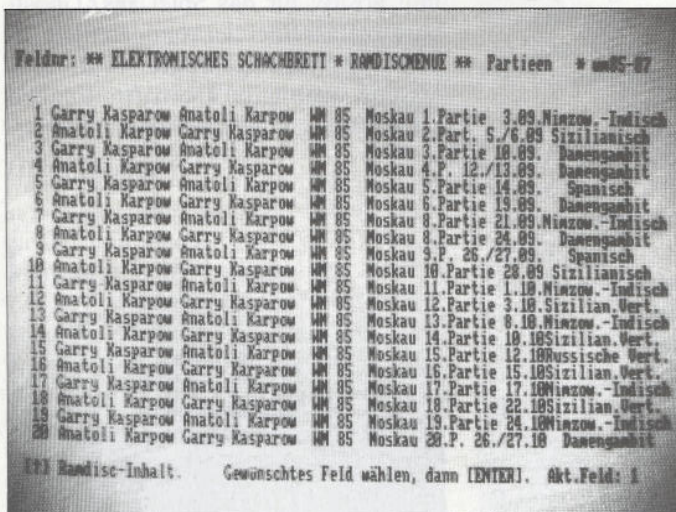 Feldnr: ** ELEKTRONISCHES SCHACHBRETT * RAMDISCMENUE ** Partieen * wm85-87
1 Garry Kasparow Anatoli Karpow WM 85 Moskau 1.Partie 3.09.Nimzow.-Indisch
2 Anatoli Karpow Garry Kasparow WM 85 Moskau 2.Part. 5./6.09 Sizilianisch
3 Garry Kasparow Anatoli Karpow WM 85 Moskau 3.Partie 10.09. Damengambit
4 Anatoli Karpow Garry Kasparow WM 85 Moskau 4.P. 12./13.09. Damengambit
5 Garry Kasparow Anatoli Karpow WM 85 Moskau 5.Partie 14.09. Spanisch
6 Anatoli Karpow Garry Kasparow WM 85 Moskau 6.Partie 19.09. Damengambit
7 Garry Kasparow Anatoli Karpow WM 85 Moskau 8.Partie 21.09.Nimzow.-Indisch
8 Anatoli Karpow Garry Kasparow WM 85 Moskau 8.Partie 24.09. Damengambit
9 Garry Kasparow Anatoli Karpow WM 85 Moskau 9.P. 26./27.09. Spanisch
10 Anatoli Karpow Garry Kasparow WM 85 Moskau 10.Partie 28.09 Sizilianisch
11 Garry Kasparow Anatoli Karpow WM 85 Moskau 11.Partie 1.10.Nimzow.-Indisch
12 Anatoli Karpow Garry Kasparow WM 85 Moskau 12.Partie 3.10.Sizilian.Vert.
13 Garry Kasparow Anatoli Karpow WM 85 Moskau 13.Partie 8.10.Nimzow.-Indisch
14 Anatoli Karpow Garry Kasparow WM 85 Moskau 14.Partie 10.10Sizilian.Vert.
15 Garry Kasparow Anatoli Karpow WM 85 Moskau 15.Partie 12.10Russische Vert.
16 Anatoli Karpow Garry Kasparow WM 85 Moskau 16.Partie 15.10Sizilian.Vert.
17 Garry Kasparow Anatoli Karpow WM 85 Moskau 17.Partie 17.10Nimzow.-Indisch
18 Anatoli Karpow Garry Kasparow WM 85 Moskau 18.Partie 22.10Sizilian.Vert.
19 Garry Kasparow Anatoli Karpow WM 85 Moskau 19.Partie 24.10Nimzow.-Indisch
20 Anatoli Karpow Garry Kasparow WM 85 Moskau 20.P. 26./27.10 Damengambit
[↑] Ramdisc-Inhalt. Gewünschtes Feld wählen, dann [ENTER]. Akt.Feld: 1